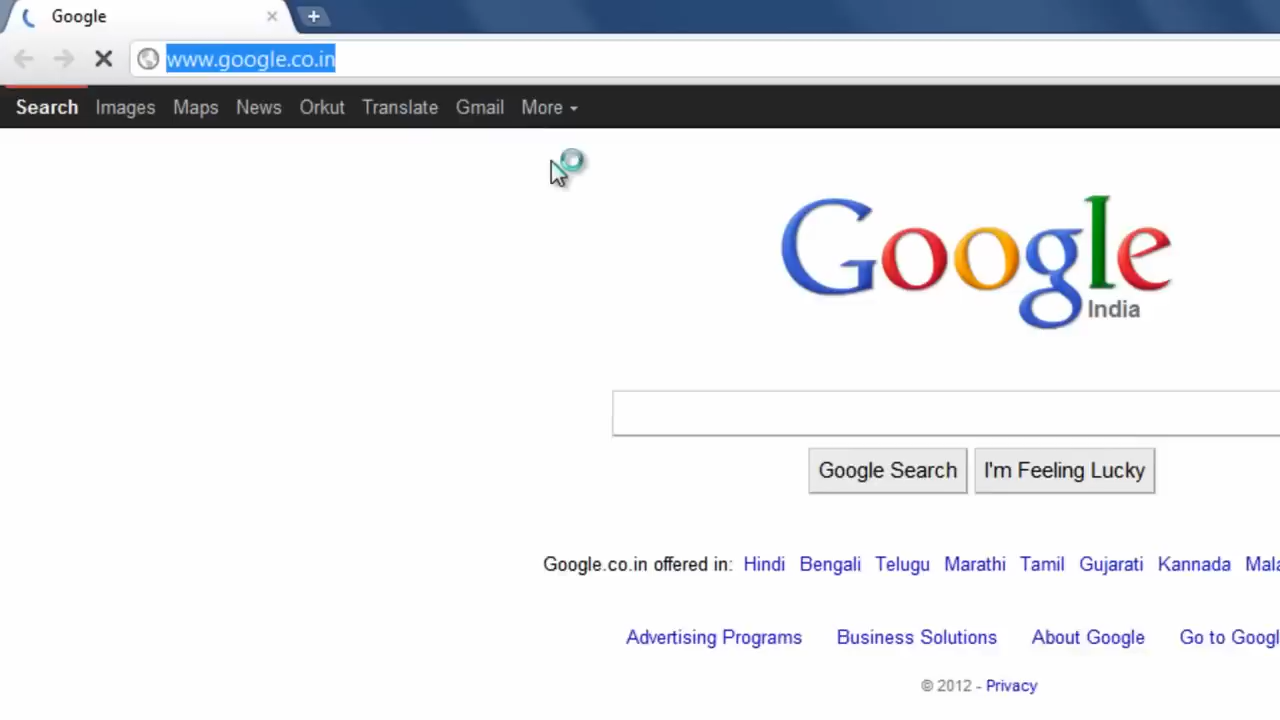 Google
www.google.co.in
Search Images Maps News Orkut Translate Gmail More
Google
India
Google Search I'm Feeling Lucky
Google.co.in offered in: Hindi Bengali Telugu Marathi Tamil Gujarati Kannada
Advertising Programs Business Solutions About Google Go to
© 2012 - Privacy